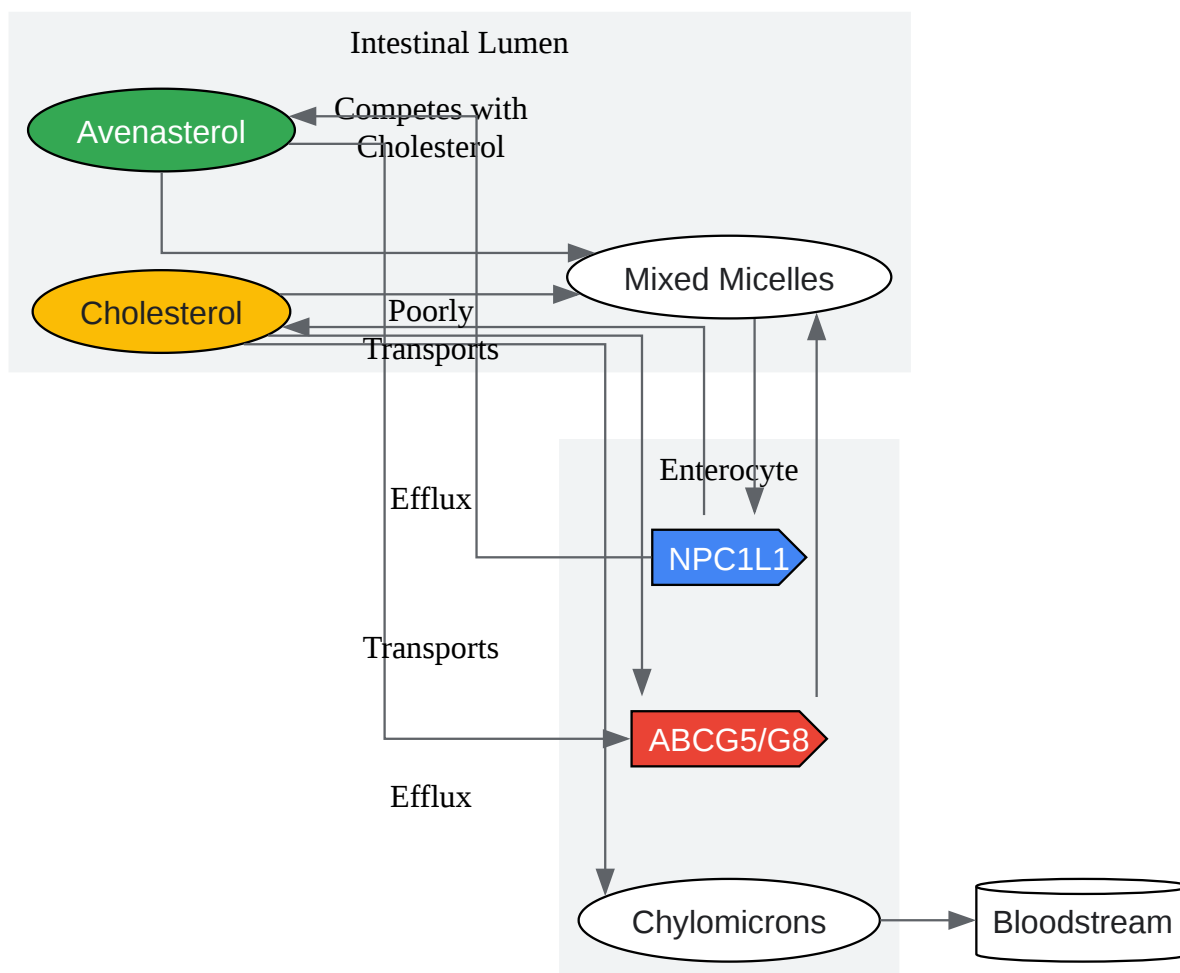 Intestinal Lumen
Avenasterol
Competes with
Cholesterol
Mixed Micelles
Cholesterol
Poorly
Transports
Enterocyte
Efflux
NPC1L1
Transports
ABCG5/G8
Efflux
Chylomicrons
Bloodstream